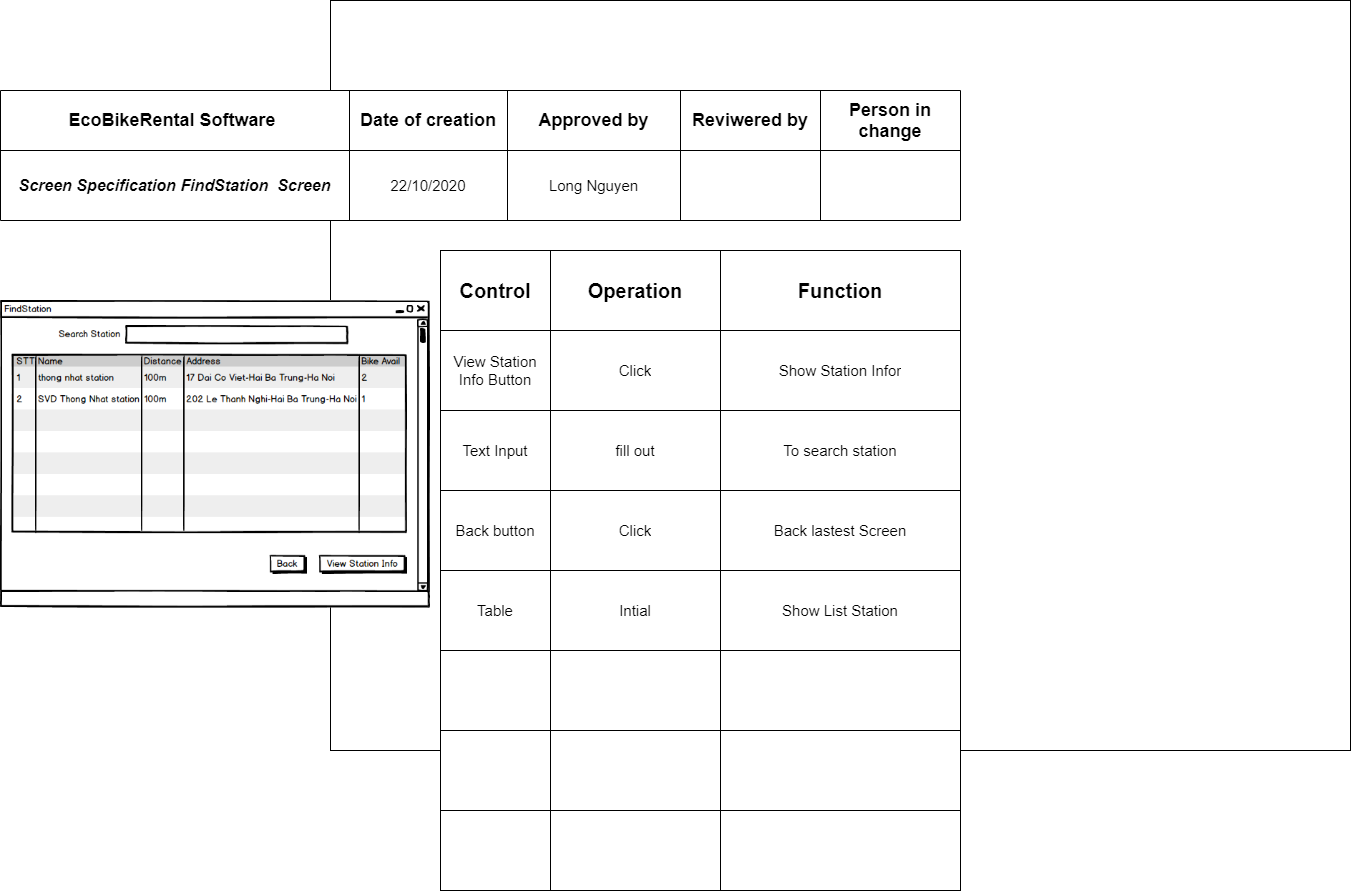 EcoBikeRental Software
Date of creation
Approved by
Reviwered by
Person in
change
Screen Specification FindStation  Screen
22/10/2020
Long Nguyen
FindStation
Search Station
STT Name Distance Address Bike Avail
1 thong nhat station 100m 17 Dai Co Viet-Hai Ba Trung-Ha Noi 2
2 SVD Thong Nhat station 100m 202 Le Thanh Nghi-Hai Ba Trung-Ha Noi 1
Back
View Station Info
Control
Operation
Function
View Station
Info Button
Click
Show Station Infor
Text Input
fill out
To search station
Back button
Click
Back lastest Screen
Table
Intial
Show List Station